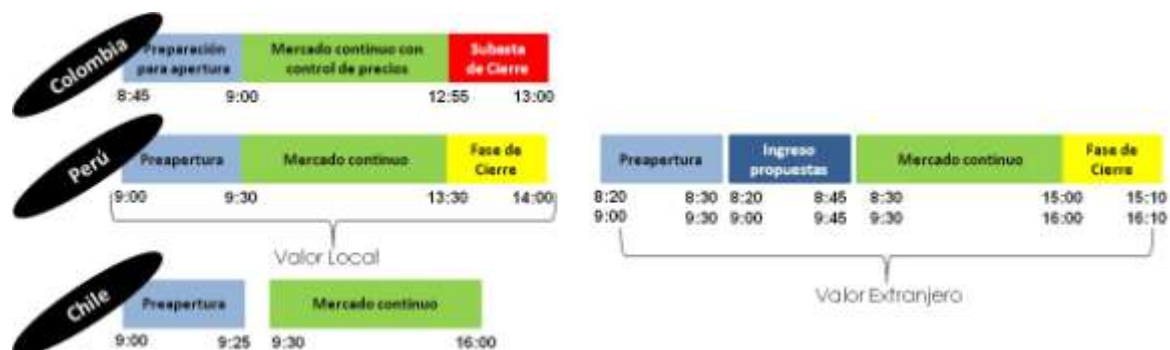 Colombia
Preparación
para apertura
Mercado continuo con
control de precios
Subasta
de Cierre
8:45 9:00 12:55 13:00
Perú
Preapertura
Mercado continuo
Fase de
Cierre
9:00 9:30 13:30 14:00
Valor Local
Preapertura
Ingreso
propuestas
Mercado continuo
Fase de
Cierre
8:20 8:30 8:20 8:45 8:30 15:00 15:10
9:00 9:30 9:00 9:45 9:30 16:00 16:10
Valor Extranjero
Chile
Preapertura
Mercado continuo
9:00 9:25 9:30 16:00